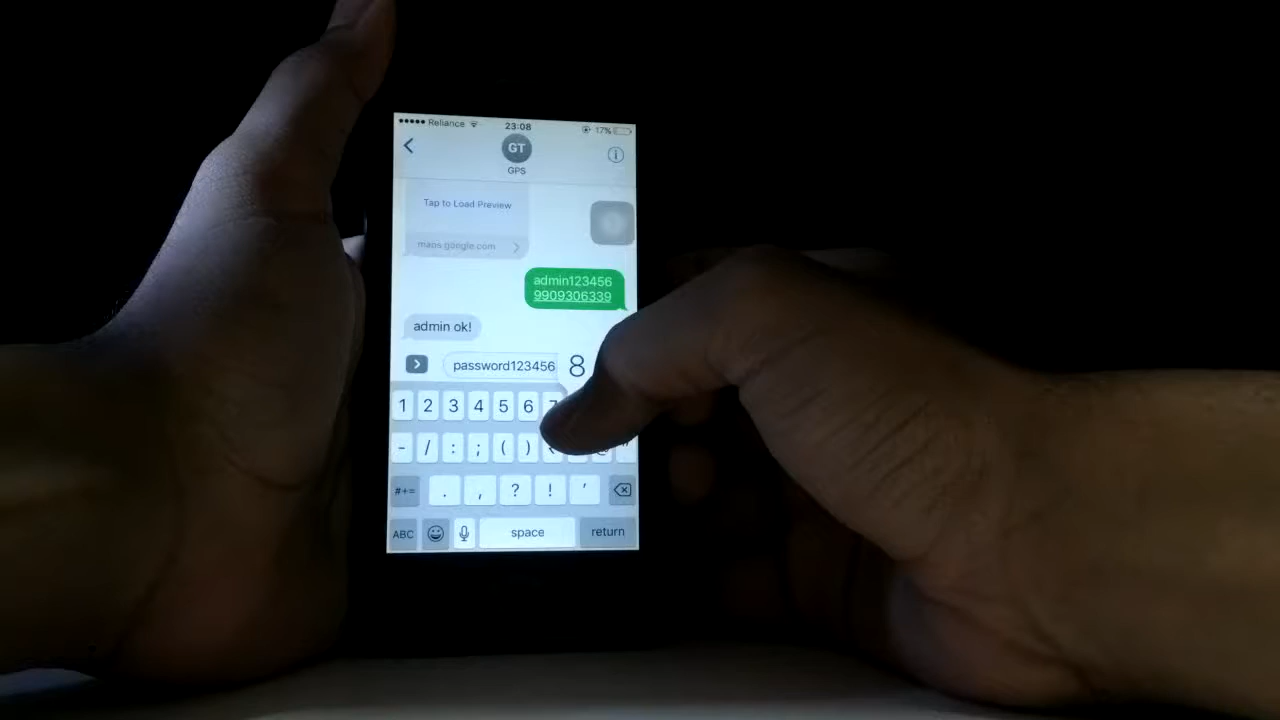 Reliance 23:08 17%
GT
GPS
Tap to Load Preview
maps.google.com
admin123456
9909306339
admin ok!
password123456 8
1 2 3 4 5 6 7
- / : ; ( )
#+= . , ? ! '
ABC space return